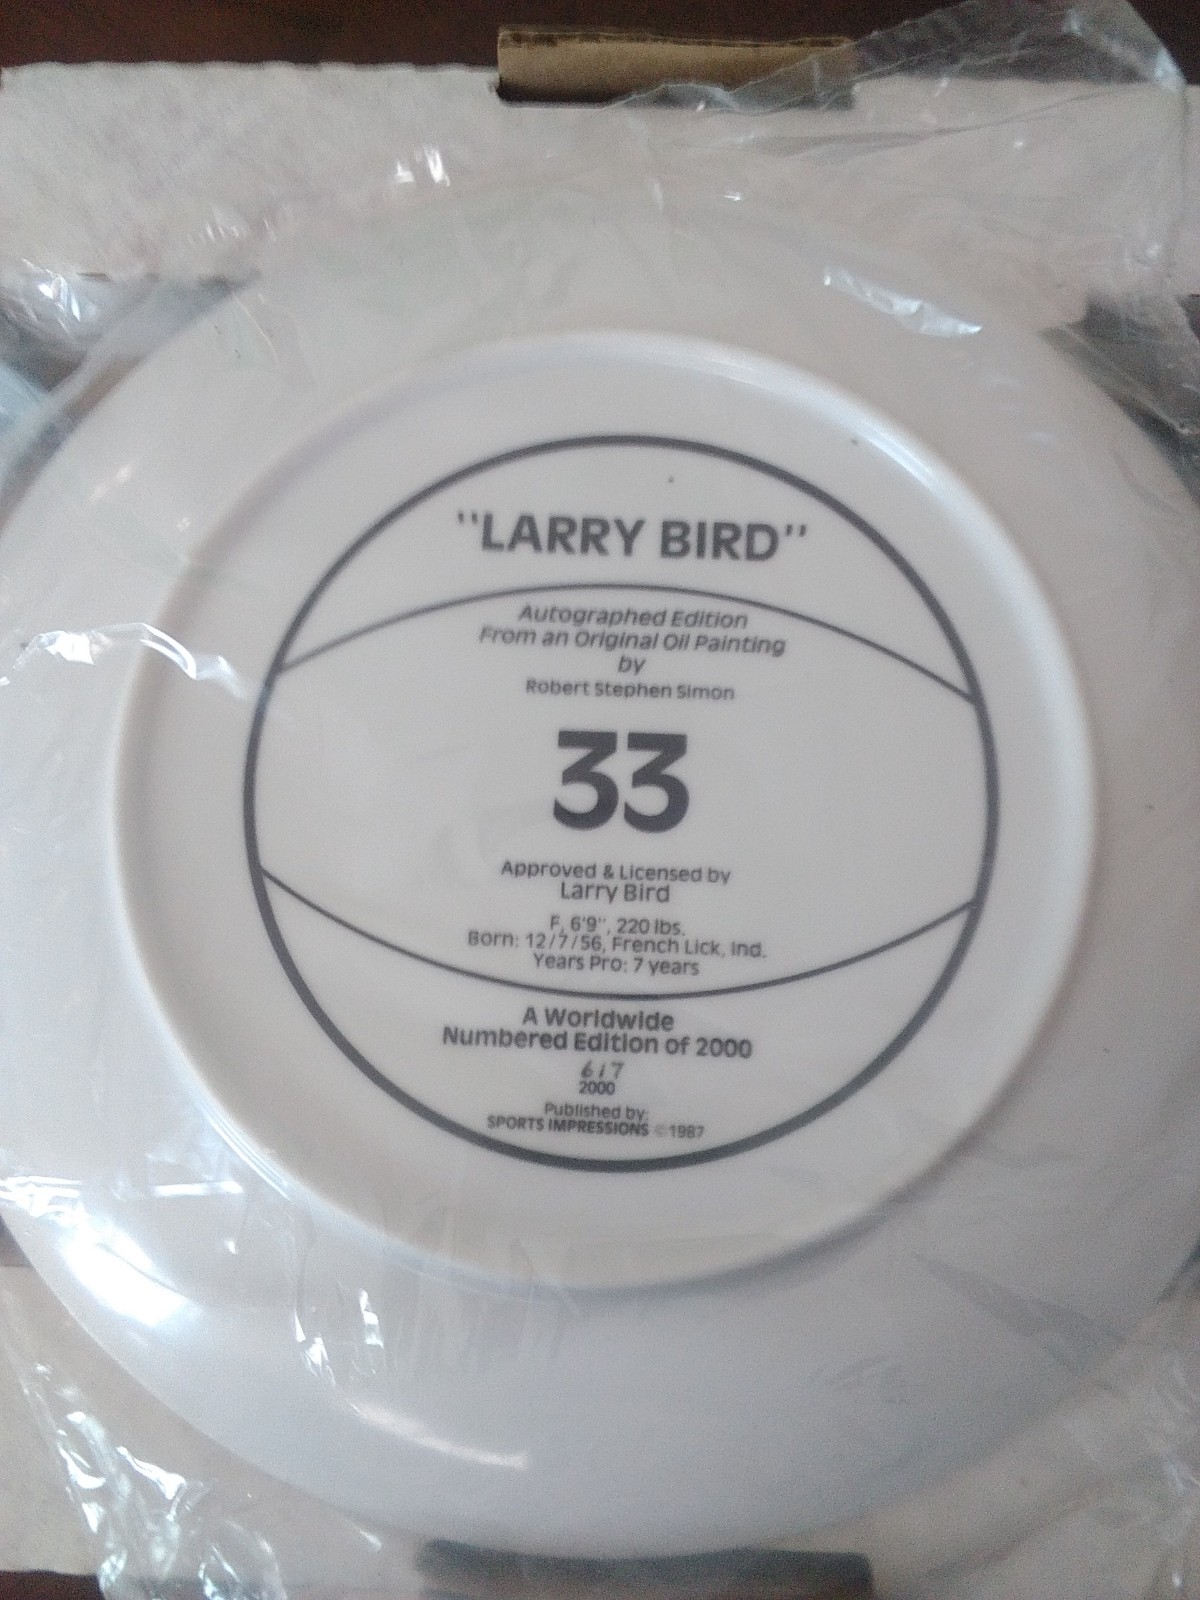 "LARRY BIRD"
Autographed Edition
From an Original Oil Painting
by
Robert Stephen Simon
33
Approved & Licensed by
Larry Bird
F, 6'9", 220 lbs.
Born: 12/7/56, French Lick, Ind.
Years Pro: 7 years
A Worldwide
Numbered Edition of 2000
617
2000
Published by:
SPORTS IMPRESSIONS ©1987